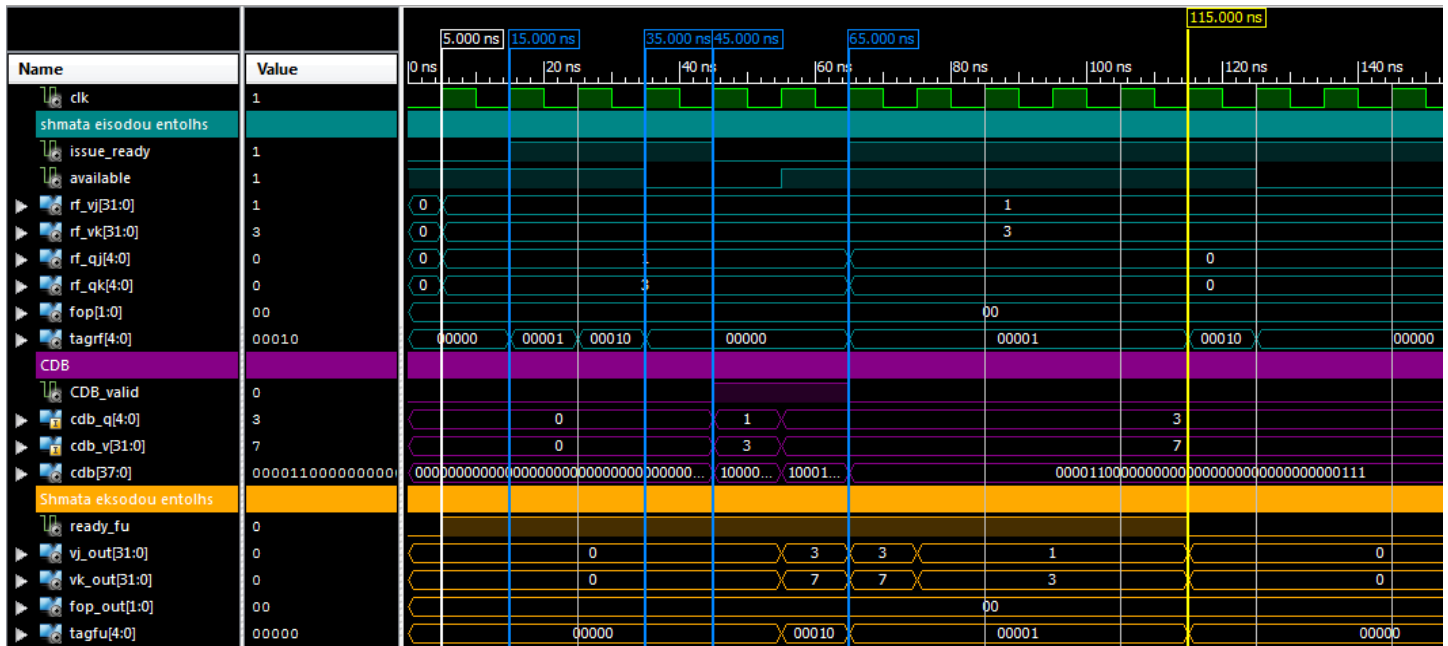 115.000 ns
5.000 ns 15.000 ns 35.000 ns 45.000 ns 65.000 ns
Name Value 0 ns 20 ns 40 ns 60 ns 80 ns 100 ns 120 ns 140 ns
clk 1
shmata eisodou entolhs
issue_ready 1
available 1
rf_vj[31:0] 1 0 1
rf_vk[31:0] 3 0 3
rf_qj[4:0] 0 0 1 0
rf_qk[4:0] 0 0 3 0
fop[1:0] 00 00
tagrf[4:0] 00010 00000 00001 00010 00000 00001 00010 00000
CDB
CDB_valid 0
cdb_q[4:0] 3 0 1 3
cdb_v[31:0] 7 0 3 7
cdb[37:0] 10000... 10001...
Shmata eksodou entolhs
ready_fu 0
vj_out[31:0] 0 0 3 3 1 0
vk_out[31:0] 0 0 7 7 3 0
fop_out[1:0] 00 00
tagfu[4:0] 00000 00000 00010 00001 00000